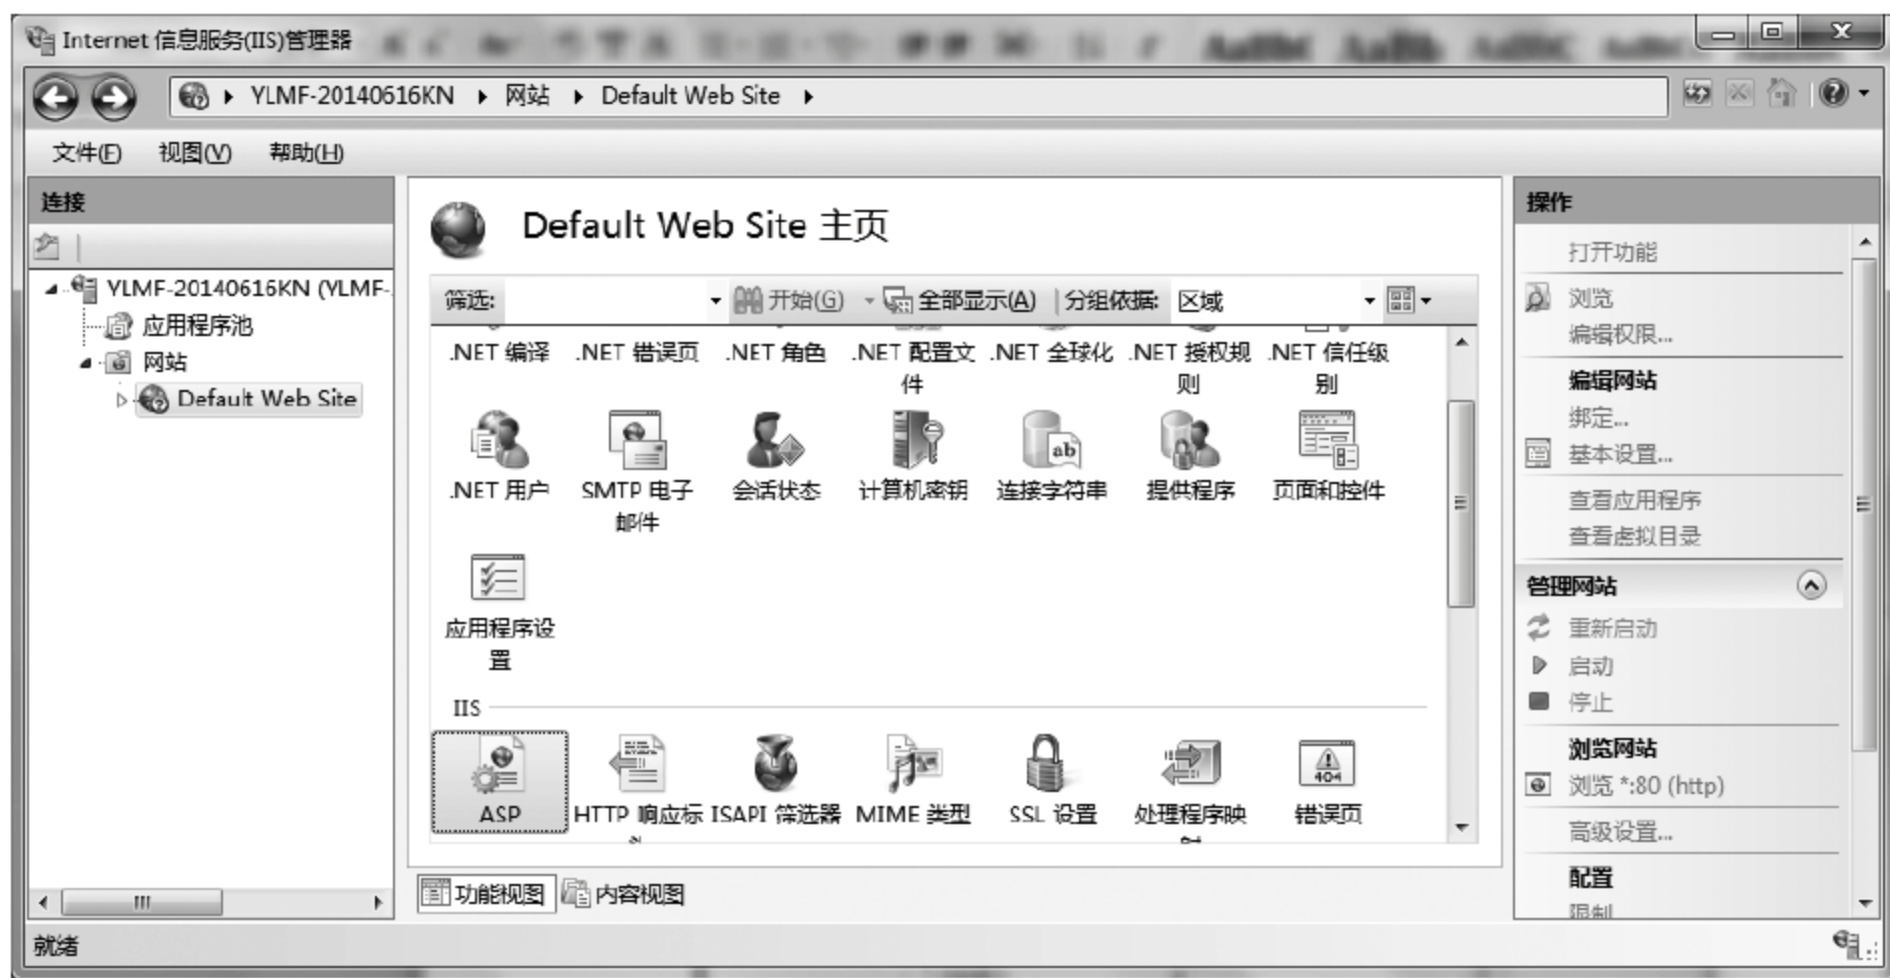 Internet 信息服务(IIS)管理器
YLMF-20140616KN 网站 Default Web Site
文件(F) 视图(V) 帮助(H)
连接
YLMF-20140616KN (YLMF-
应用程序池
网站
Default Web Site
Default Web Site 主页
筛选: 开始(G) 全部显示(A) 分组依据: 区域
.NET 编译 .NET 错误页 .NET 角色 .NET 配置文件 .NET 全球化 .NET 授权规则 .NET 信任级别
.NET 用户 SMTP 电子邮件 会话状态 计算机密钥 连接字符串 提供程序 页面和控件
应用程序设置
IIS
ASP HTTP 响应标 ISAPI 筛选器 MIME 类型 SSL 设置 处理程序映 错误页
功能视图 内容视图
操作
打开功能
浏览
编辑权限...
编辑网站
绑定...
基本设置...
查看应用程序
查看虚拟目录
管理网站
重新启动
启动
停止
浏览网站
浏览 *:80 (http)
高级设置...
配置
限制
就绪